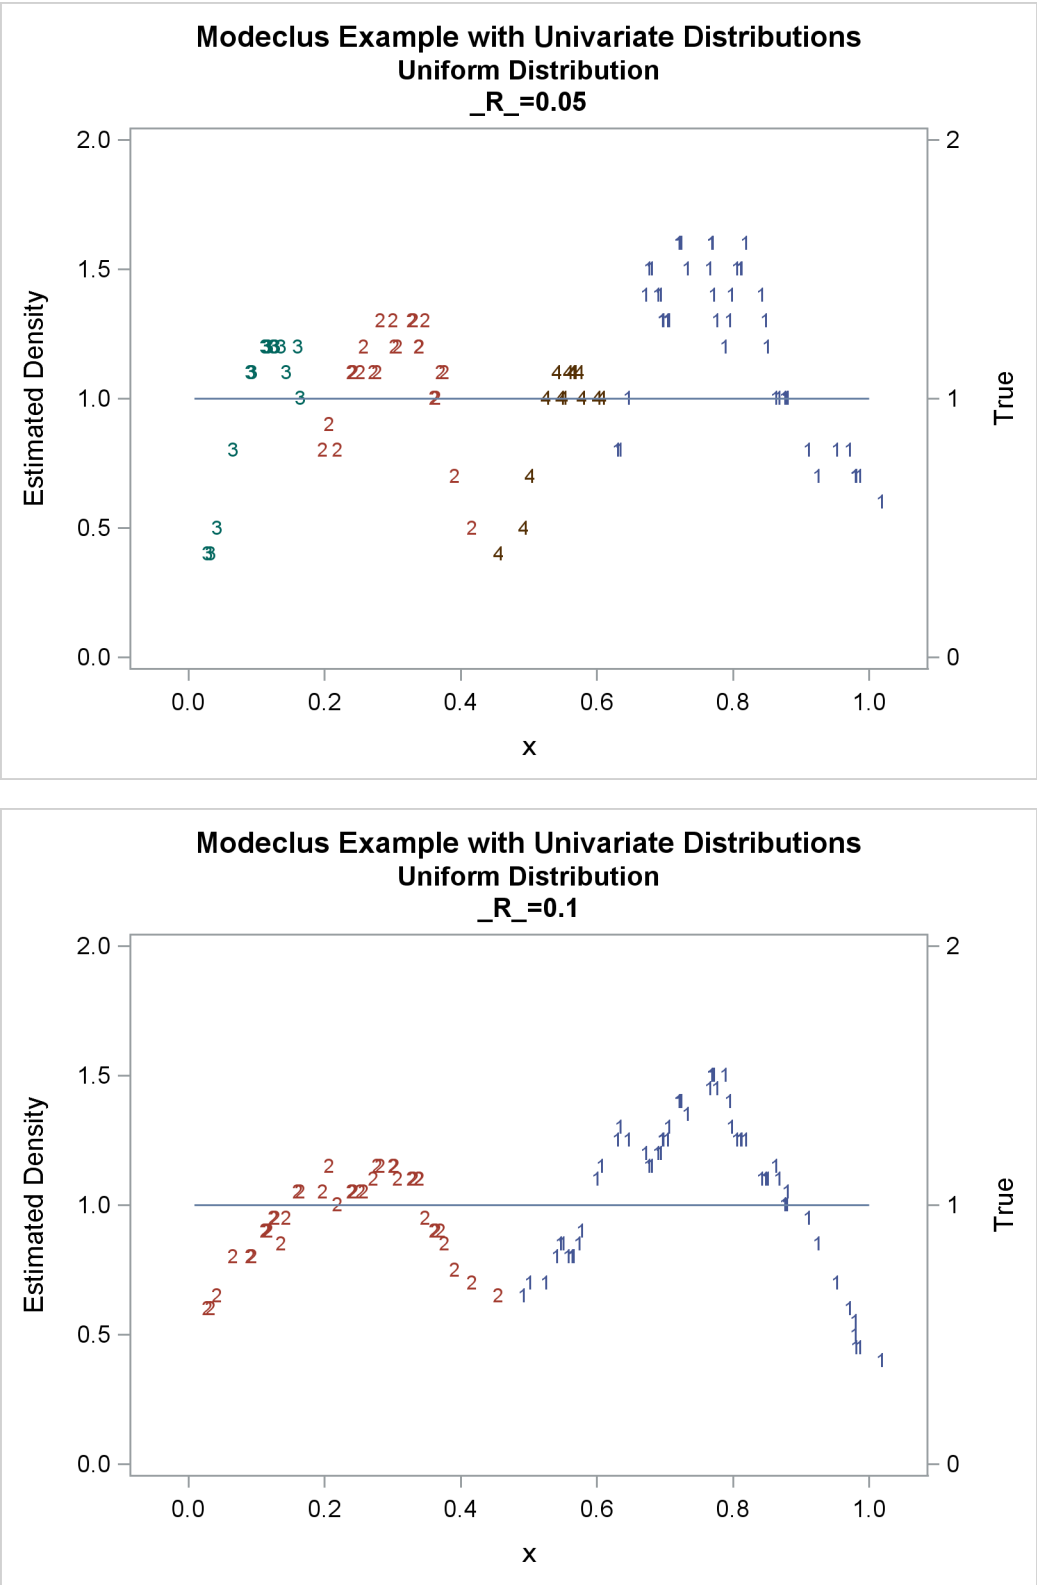 Modeclus Example with Univariate Distributions
Uniform Distribution
_R_=0.05
2.0
2
1.5
1.0
1
0.5
0.0
0
Estimated Density
True
0.0 0.2 0.4 0.6 0.8 1.0
x
Modeclus Example with Univariate Distributions
Uniform Distribution
_R_=0.1
2.0
2
1.5
1.0
1
0.5
0.0
0
Estimated Density
True
0.0 0.2 0.4 0.6 0.8 1.0
x